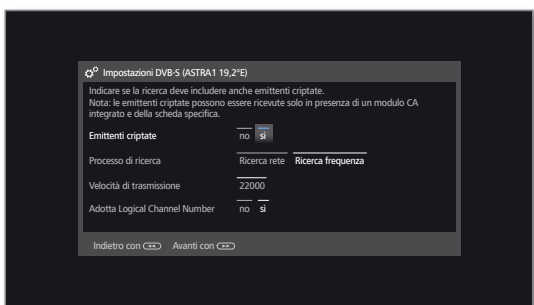 Impostazioni DVB-S (ASTRA1 19,2°E)
Indicare se la ricerca deve includere anche emittenti criptate.
Nota: le emittenti criptate possono essere ricevute solo in presenza di un modulo CA
integrato e della scheda specifica.
Emittenti criptate no sì
Processo di ricerca Ricerca rete Ricerca frequenza
Velocità di trasmissione 22000
Adotta Logical Channel Number no sì
Indietro con Avanti con